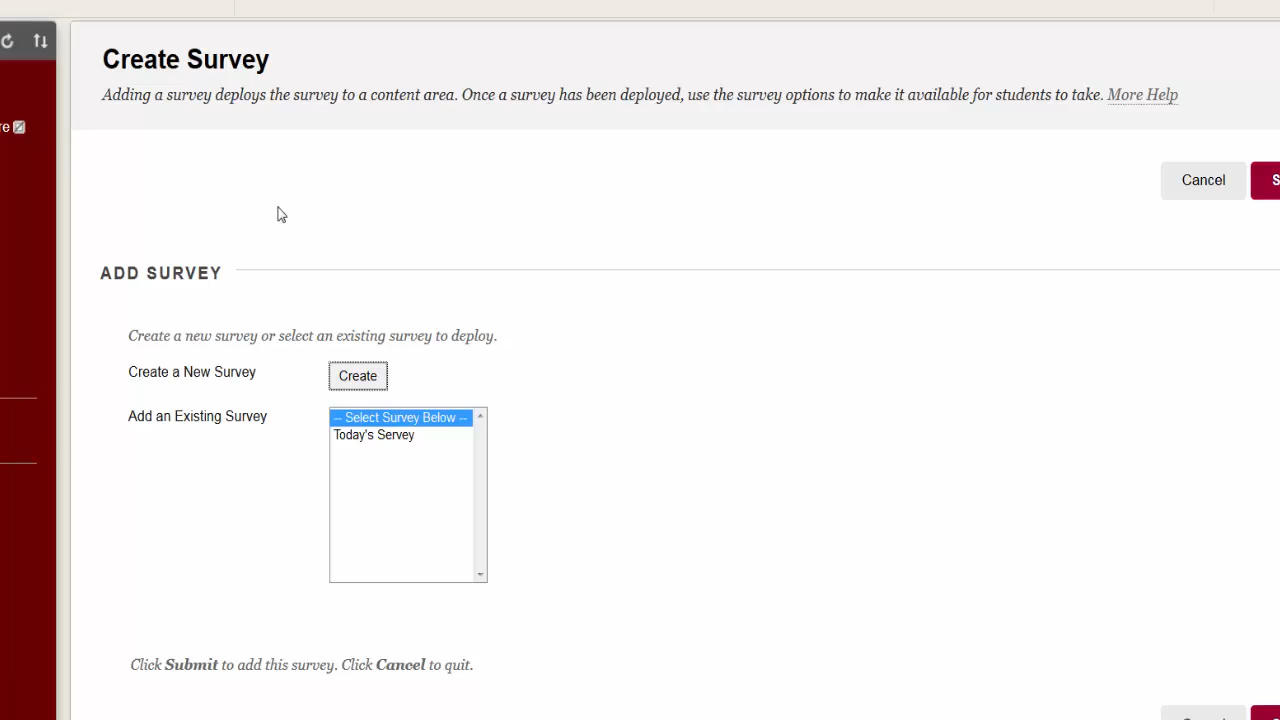 Create Survey
Adding a survey deploys the survey to a content area. Once a survey has been deployed, use the survey options to make it available for students to take. More Help
re
Cancel S
ADD SURVEY
Create a new survey or select an existing survey to deploy.
Create a New Survey Create
Add an Existing Survey -- Select Survey Below --
Today's Servey
Click Submit to add this survey. Click Cancel to quit.